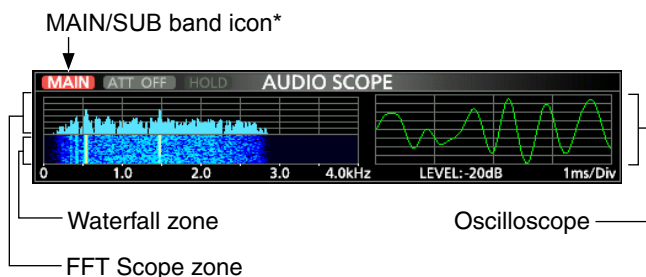 MAIN/SUB band icon*
MAIN ATT OFF HOLD AUDIO SCOPE
0 1.0 2.0 3.0 4.0kHz LEVEL:-20dB 1ms/Div
Waterfall zone Oscilloscope
FFT Scope zone